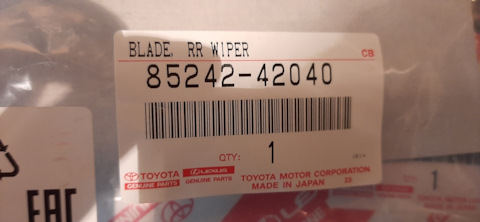 BLADE, RR WIPER
CB
85242-42040
QTY: 1
TOYOTA
GENUINE PARTS
LEXUS
GENUINE PARTS
TOYOTA MOTOR CORPORATION
MADE IN JAPAN
1
EAC